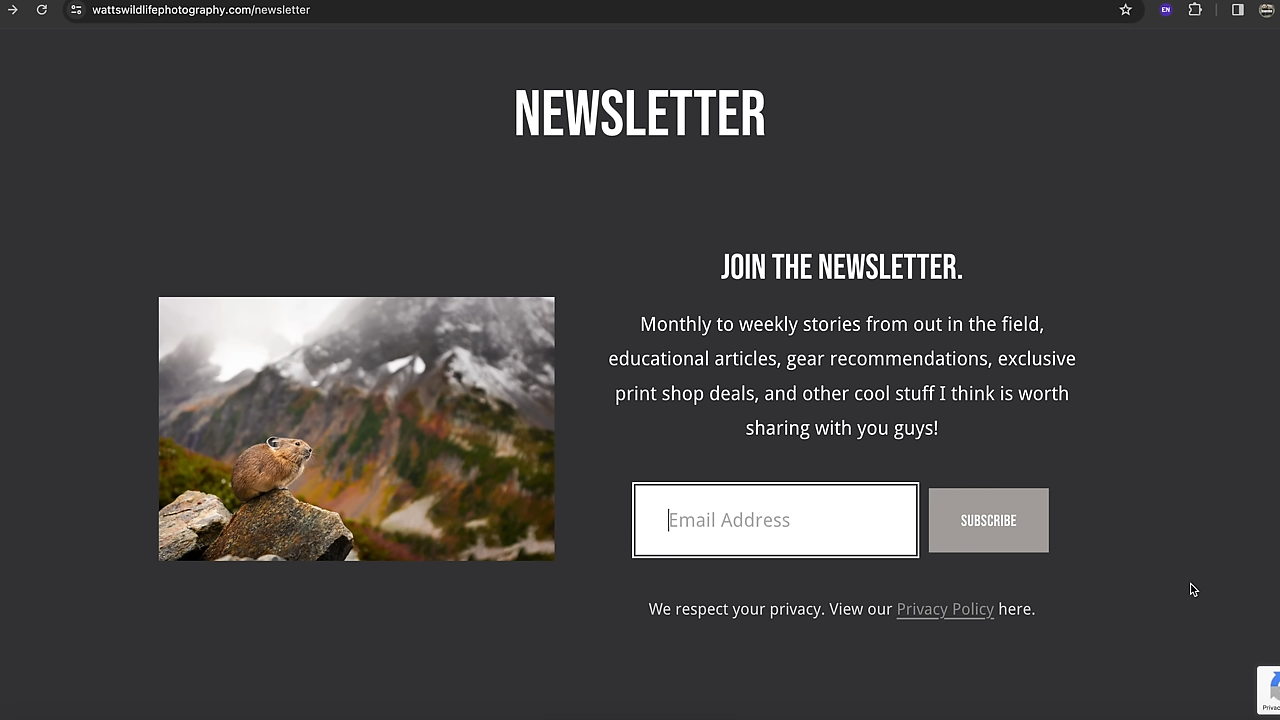 wattswildlifephotography.com/newsletter
EN
NEWSLETTER
JOIN THE NEWSLETTER.
Monthly to weekly stories from out in the field,
educational articles, gear recommendations, exclusive
print shop deals, and other cool stuff I think is worth
sharing with you guys!
Email Address
SUBSCRIBE
We respect your privacy. View our Privacy Policy here.